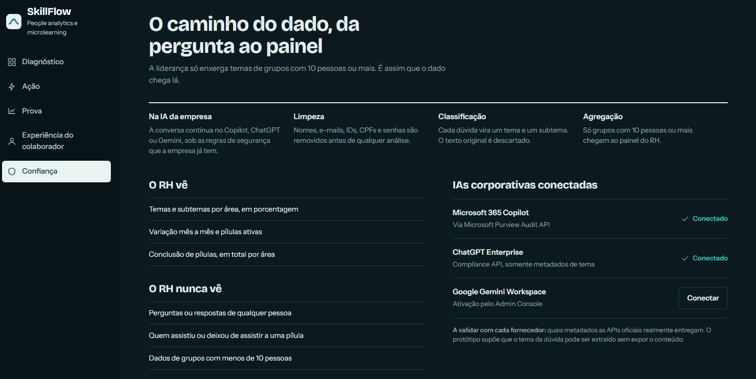 SkillFlow
People analytics e
microlearning
Diagnóstico
Ação
Prova
Experiência do
colaborador
Confiança
O caminho do dado, da
pergunta ao painel
A liderança só enxerga temas de grupos com 10 pessoas ou mais. É assim que o dado
chega lá.
Na IA da empresa
A conversa continua no Copilot, ChatGPT
ou Gemini, sob as regras de segurança
que a empresa já tem.
Limpeza
Nomes, e-mails, IDs, CPFs e senhas são
removidos antes de qualquer análise.
Classificação
Cada dúvida vira um tema e um subtema.
O texto original é descartado.
Agregação
Só grupos com 10 pessoas ou mais
chegam ao painel do RH.
O RH vê
Temas e subtemas por área, em porcentagem
Variação mês a mês e pílulas ativas
Conclusão de pílulas, em total por área
O RH nunca vê
Perguntas ou respostas de qualquer pessoa
Quem assistiu ou deixou de assistir a uma pílula
Dados de grupos com menos de 10 pessoas
IAs corporativas conectadas
Microsoft 365 Copilot
Via Microsoft Purview Audit API
Conectado
ChatGPT Enterprise
Compliance API, somente metadados de tema
Conectado
Google Gemini Workspace
Ativação pelo Admin Console
Conectar
A validar com cada fornecedor: quais metadados as APIs oficiais realmente entregam. O
protótipo supõe que o tema da dúvida pode ser extraído sem expor o conteúdo.